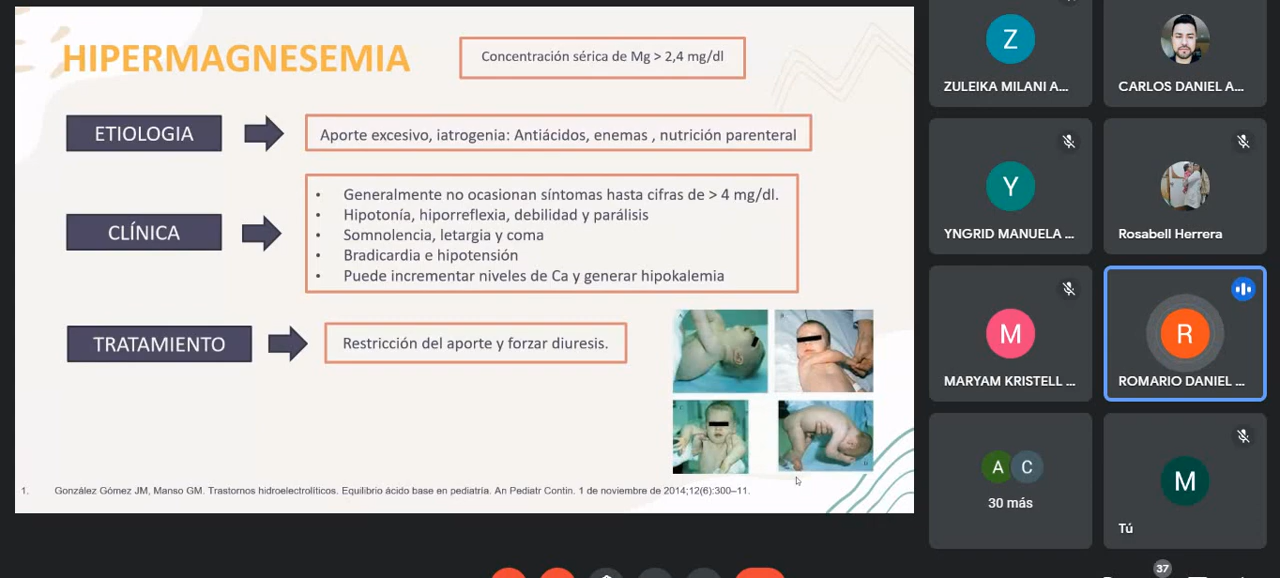 HIPERMAGNESEMIA
Concentración sérica de Mg > 2,4 mg/dl
ETIOLOGIA
Aporte excesivo, iatrogenia: Antiácidos, enemas , nutrición parenteral
CLÍNICA
• Generalmente no ocasionan síntomas hasta cifras de > 4 mg/dl.
• Hipotonía, hiporreflexia, debilidad y parálisis
• Somnolencia, letargia y coma
• Bradicardia e hipotensión
• Puede incrementar niveles de Ca y generar hipokalemia
TRATAMIENTO
Restricción del aporte y forzar diuresis.
1. González Gómez JM, Manso GM. Trastornos hidroelectrolíticos. Equilibrio ácido base en pediatría. An Pediatr Contin. 1 de noviembre de 2014;12(6):300–11.
Z
ZULEIKA MILANI A...
CARLOS DANIEL A...
Y
YNGRID MANUELA ...
Rosabell Herrera
M
MARYAM KRISTELL ...
R
ROMARIO DANIEL ...
A C
30 más
M
Tú
37